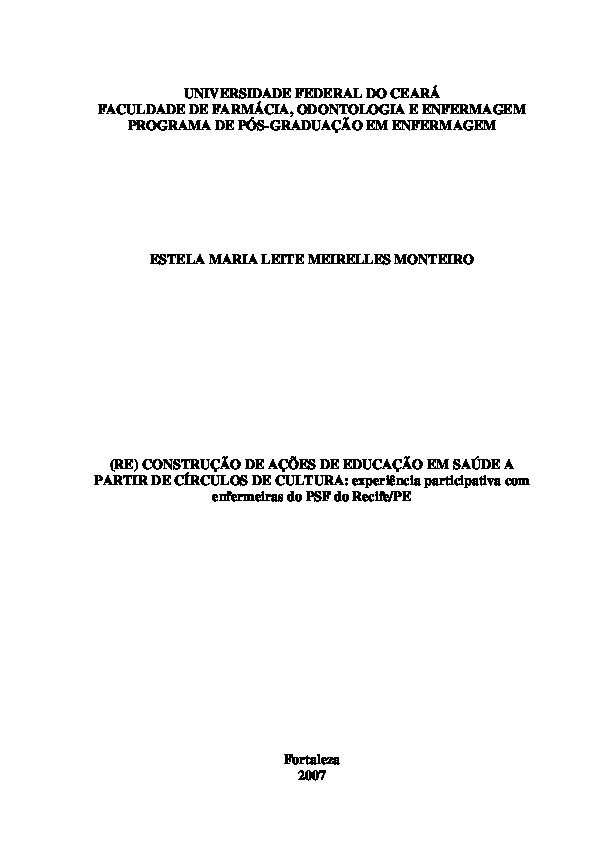 UNIVERSIDADE FEDERAL DO CEARÁ
FACULDADE DE FARMÁCIA, ODONTOLOGIA E ENFERMAGEM
PROGRAMA DE PÓS-GRADUAÇÃO EM ENFERMAGEM
ESTELA MARIA LEITE MEIRELLES MONTEIRO
(RE) CONSTRUÇÃO DE AÇÕES DE EDUCAÇÃO EM SAÚDE A
PARTIR DE CÍRCULOS DE CULTURA: experiência participativa com
enfermeiras do PSF do Recife/PE
Fortaleza
2007